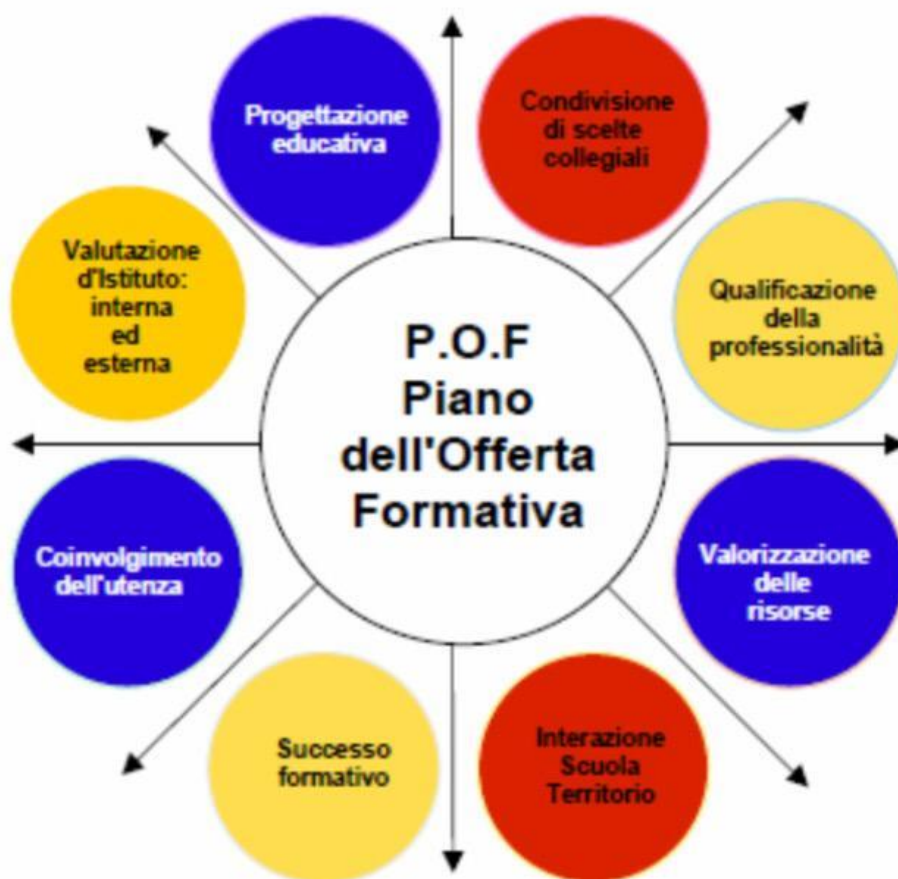 Progettazione
educativa
Condivisione
di scelte
collegiali
Valutazione
d'Istituto:
interna
ed
esterna
Qualificazione
della
professionalità
P.O.F
Piano
dell'Offerta
Formativa
Coinvolgimento
dell'utenza
Valorizzazione
delle
risorse
Successo
formativo
Interazione
Scuola
Territorio